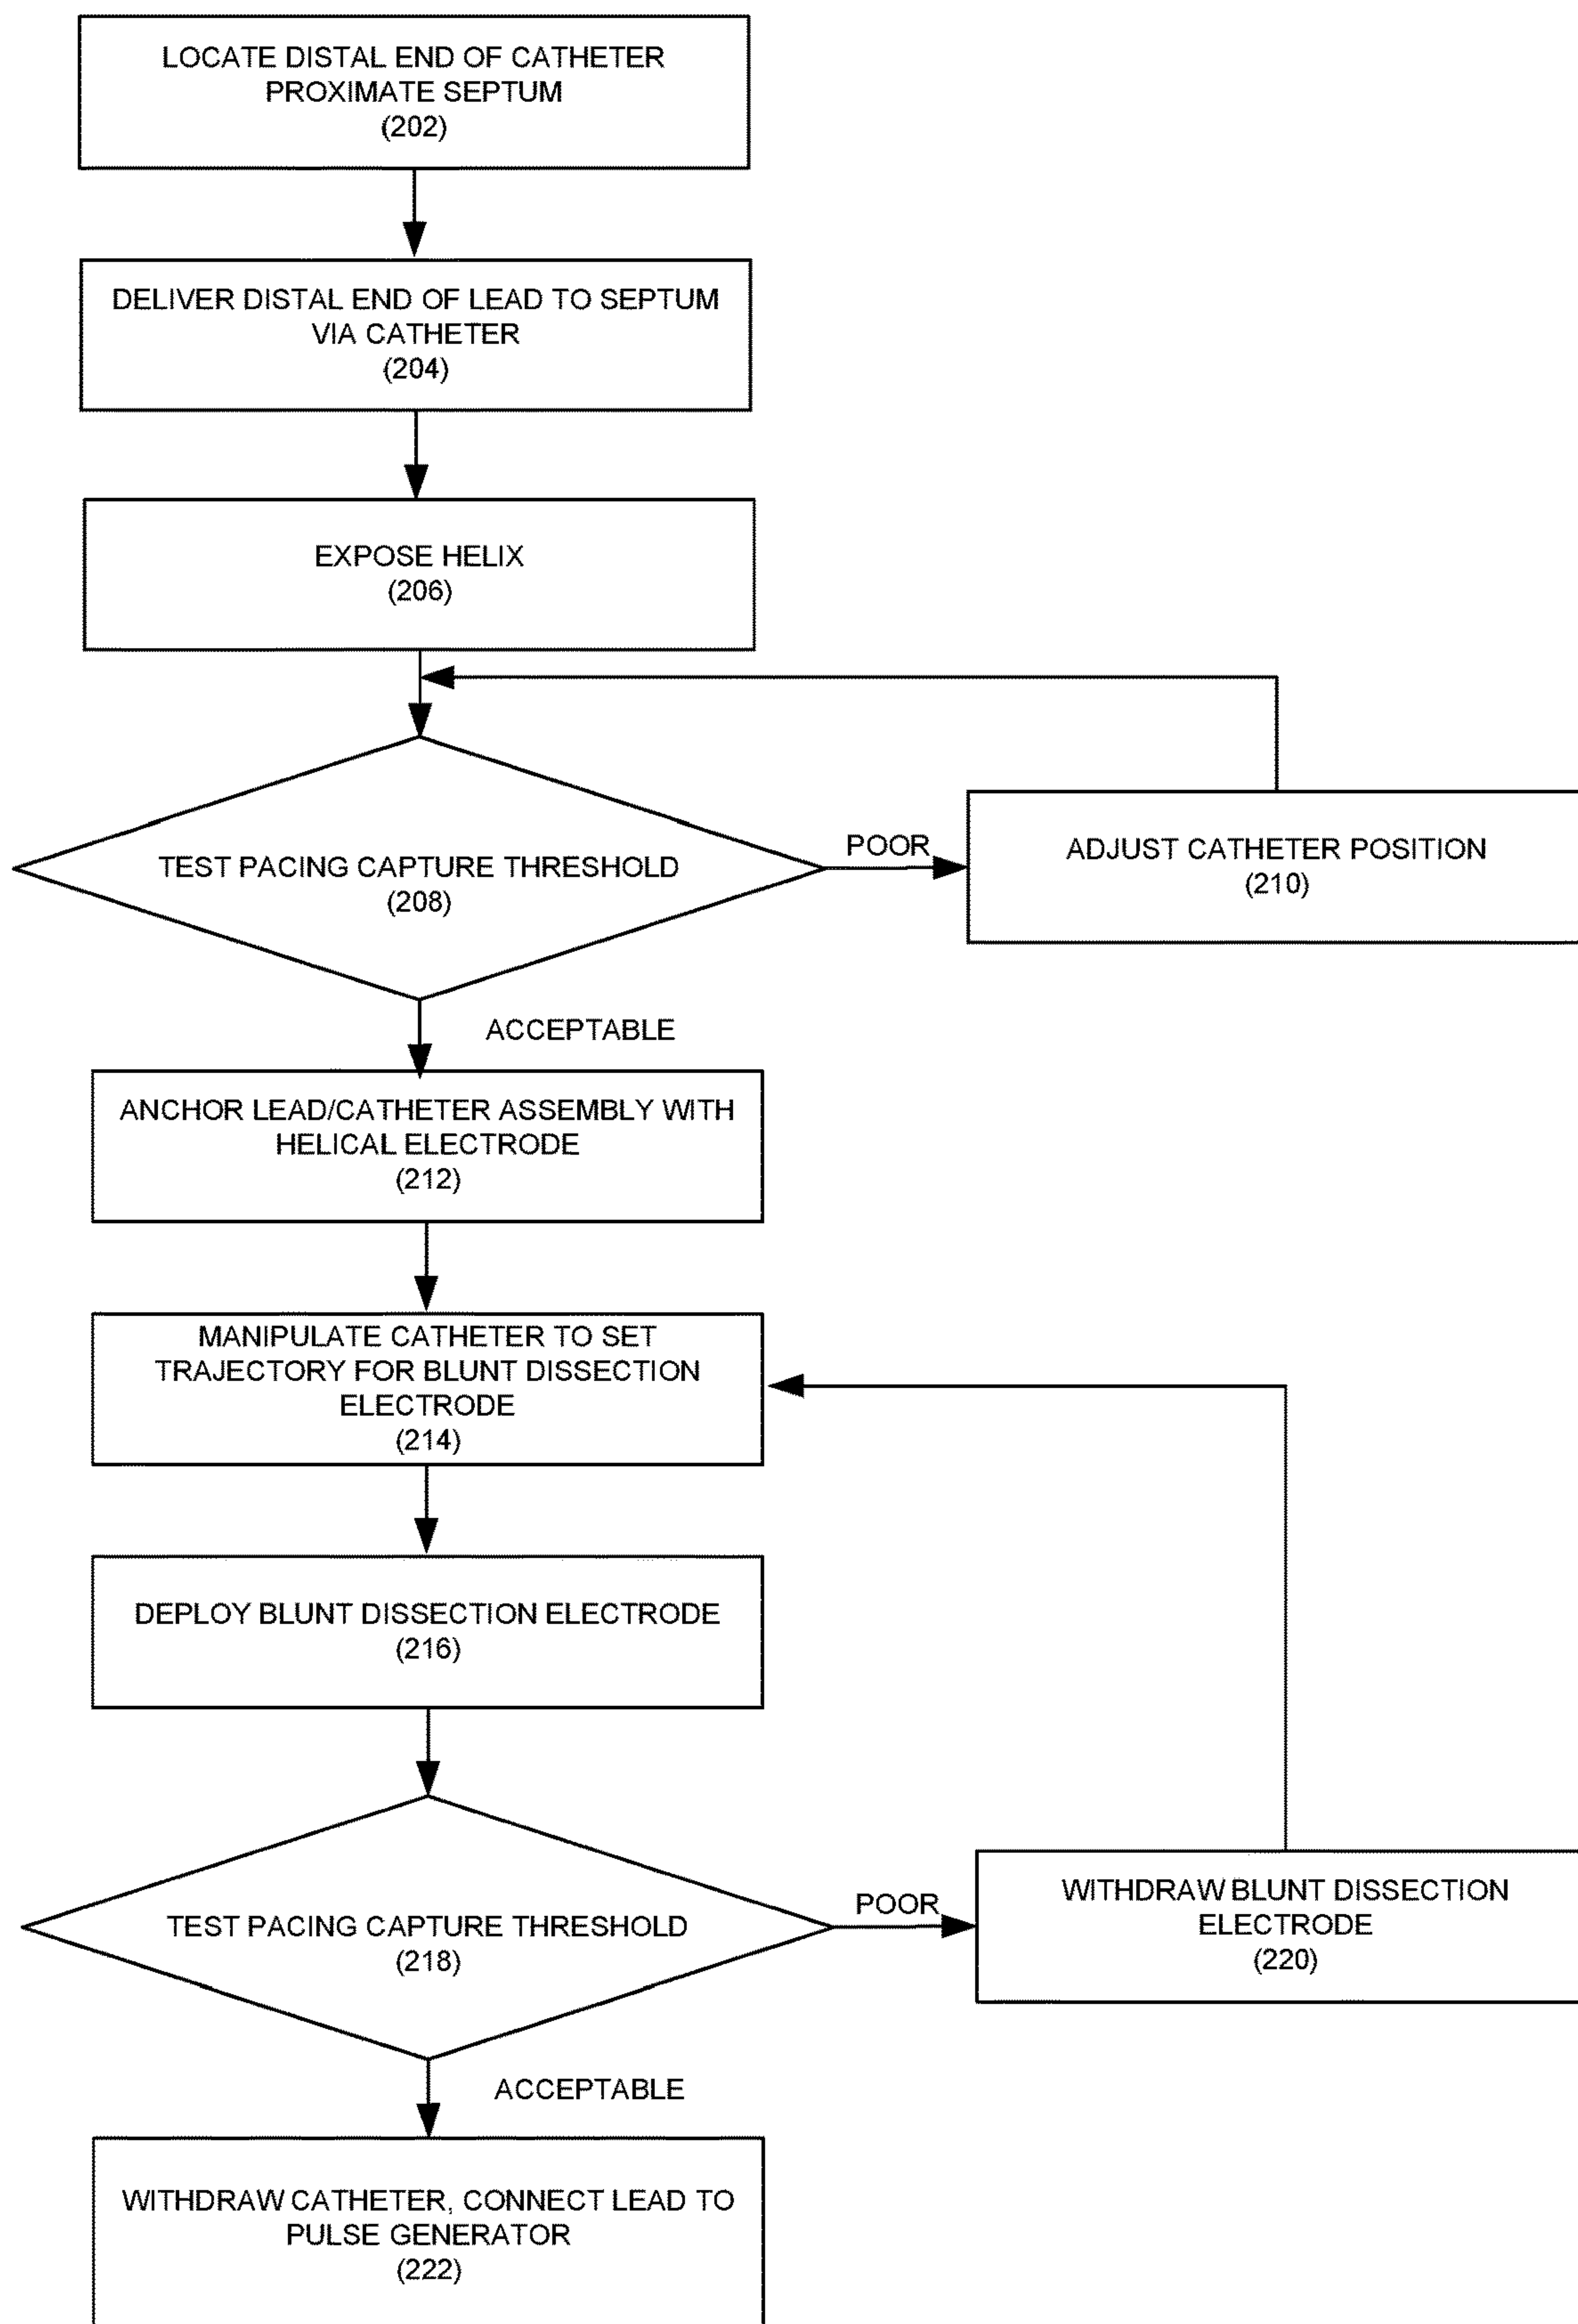 LOCATE DISTAL END OF CATHETER
PROXIMATE SEPTUM
(202)
DELIVER DISTAL END OF LEAD TO SEPTUM
VIA CATHETER
(204)
EXPOSE HELIX
(206)
TEST PACING CAPTURE THRESHOLD
(208)
POOR
ADJUST CATHETER POSITION
(210)
ACCEPTABLE
ANCHOR LEAD/CATHETER ASSEMBLY WITH
HELICAL ELECTRODE
(212)
MANIPULATE CATHETER TO SET
TRAJECTORY FOR BLUNT DISSECTION
ELECTRODE
(214)
DEPLOY BLUNT DISSECTION ELECTRODE
(216)
TEST PACING CAPTURE THRESHOLD
(218)
POOR
WITHDRAW BLUNT DISSECTION
ELECTRODE
(220)
ACCEPTABLE
WITHDRAW CATHETER, CONNECT LEAD TO
PULSE GENERATOR
(222)